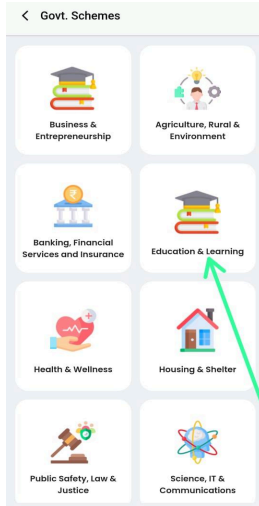 Govt. Schemes
Business &
Entrepreneurship
Agriculture, Rural &
Environment
Banking, Financial
Services and Insurance
Education & Learning
Health & Wellness
Housing & Shelter
Public Safety, Law &
Justice
Science, IT &
Communications